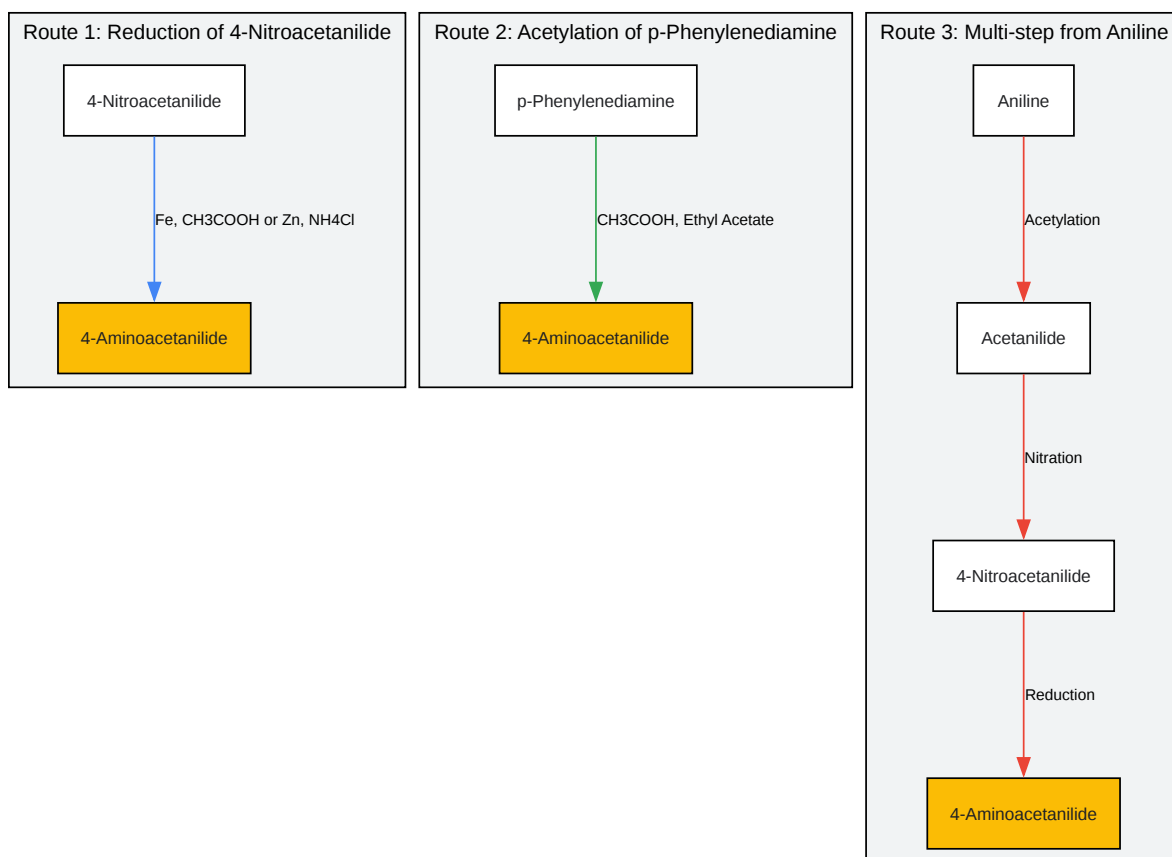 Route 1: Reduction of 4-Nitroacetanilide
4-Nitroacetanilide
Fe, CH3COOH or Zn, NH4Cl
4-Aminoacetanilide
Route 2: Acetylation of p-Phenylenediamine
p-Phenylenediamine
CH3COOH, Ethyl Acetate
4-Aminoacetanilide
Route 3: Multi-step from Aniline
Aniline
Acetylation
Acetanilide
Nitration
4-Nitroacetanilide
Reduction
4-Aminoacetanilide